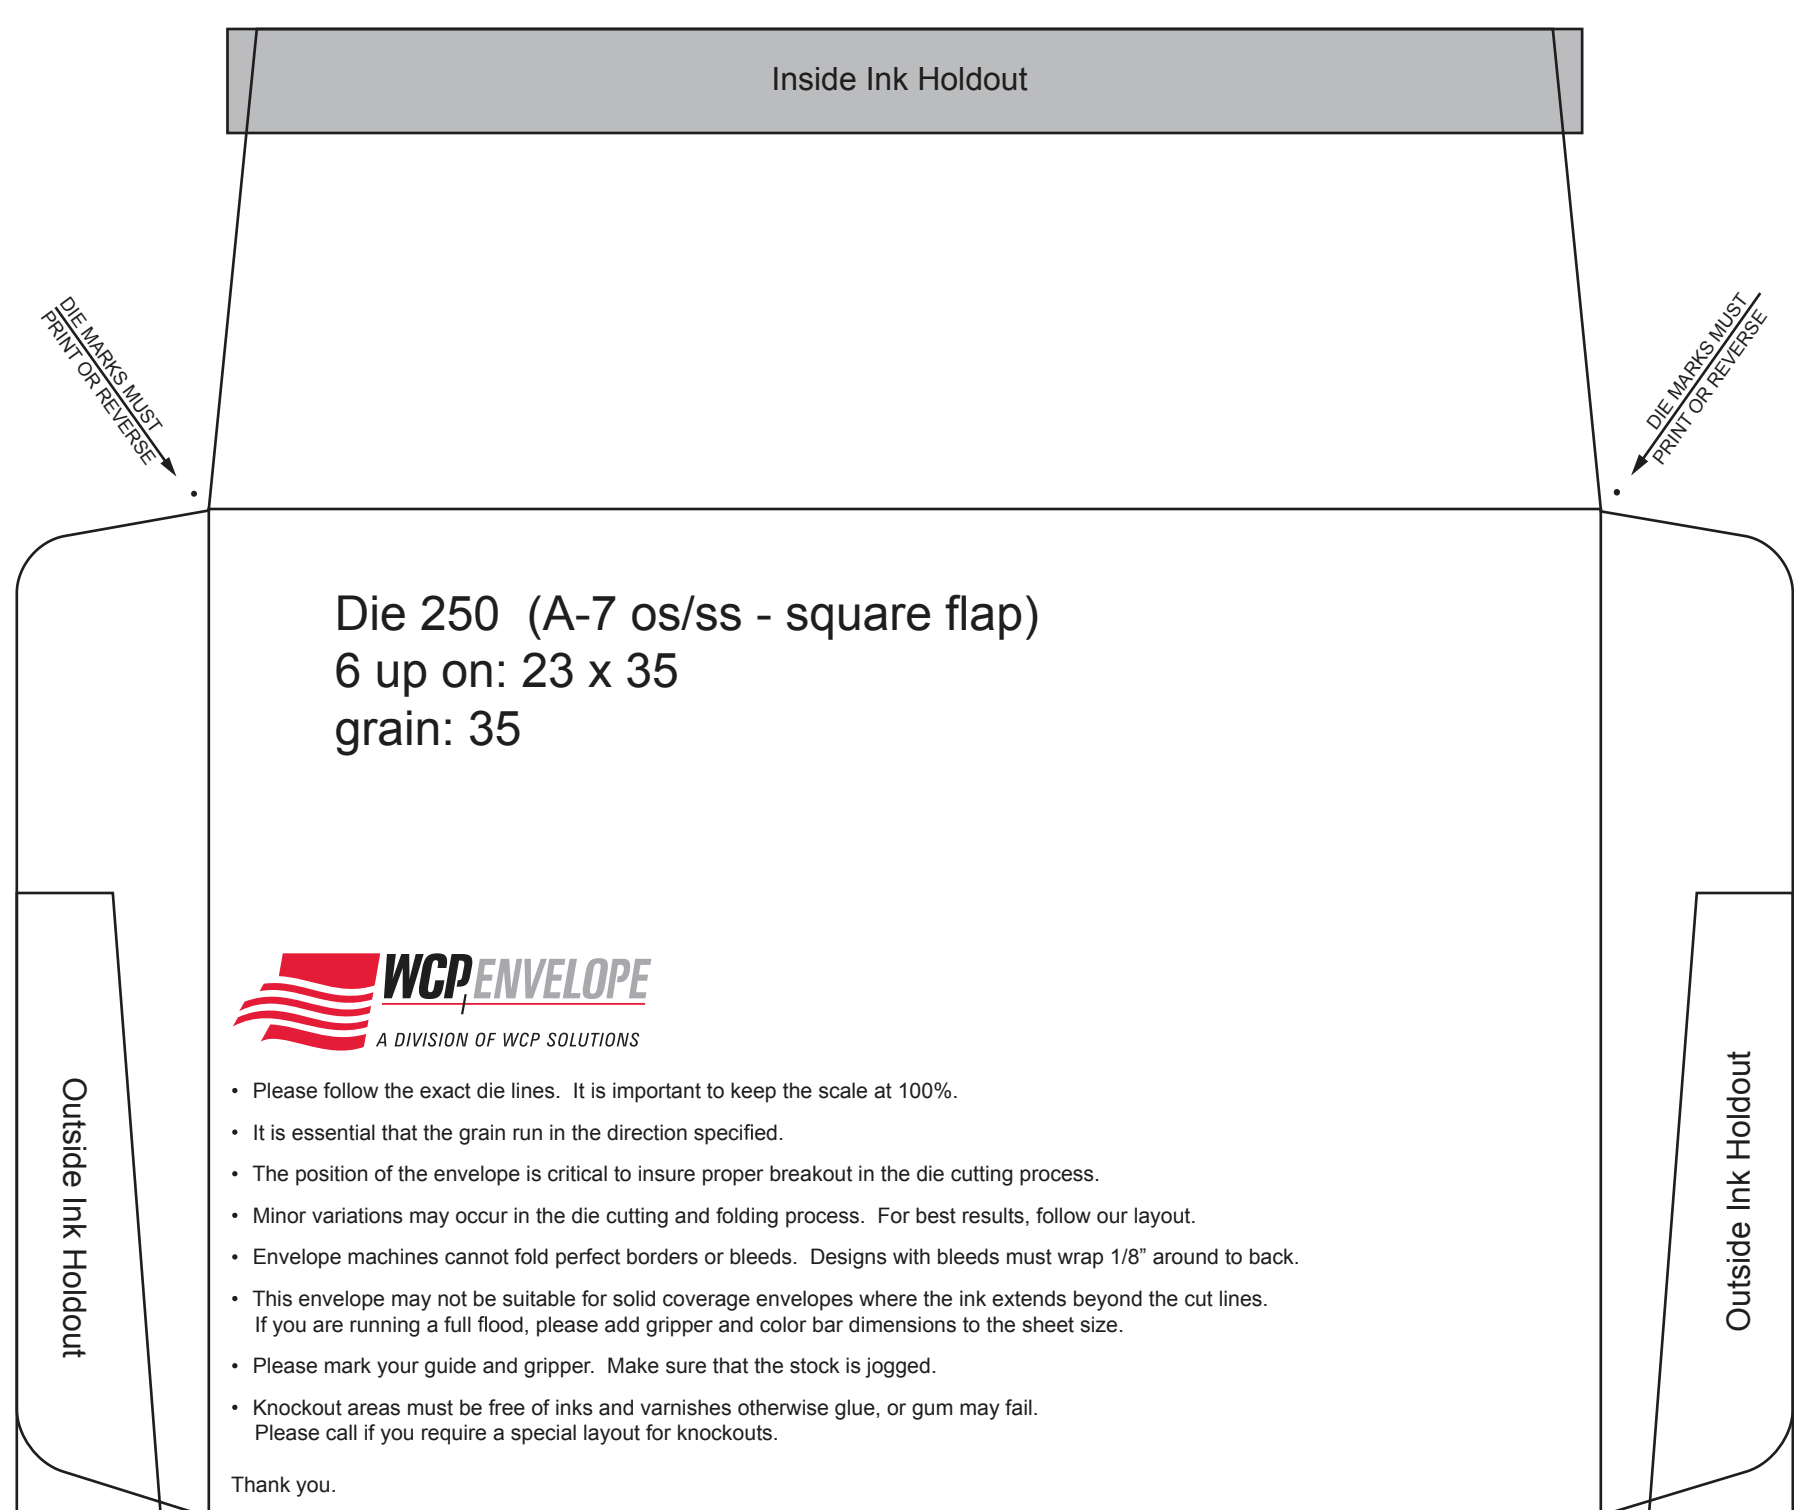 Inside Ink Holdout
DIE MARKS MUST
PRINT OR REVERSE
DIE MARKS MUST
PRINT OR REVERSE
Die 250  (A-7 os/ss - square flap)
6 up on: 23 x 35
grain: 35
WCP ENVELOPE
A DIVISION OF WCP SOLUTIONS
Outside Ink Holdout
Outside Ink Holdout
• Please follow the exact die lines.  It is important to keep the scale at 100%.
• It is essential that the grain run in the direction specified.
• The position of the envelope is critical to insure proper breakout in the die cutting process.
• Minor variations may occur in the die cutting and folding process.  For best results, follow our layout.
• Envelope machines cannot fold perfect borders or bleeds.  Designs with bleeds must wrap 1/8” around to back.
• This envelope may not be suitable for solid coverage envelopes where the ink extends beyond the cut lines.
If you are running a full flood, please add gripper and color bar dimensions to the sheet size.
• Please mark your guide and gripper.  Make sure that the stock is jogged.
• Knockout areas must be free of inks and varnishes otherwise glue, or gum may fail.
Please call if you require a special layout for knockouts.
Thank you.